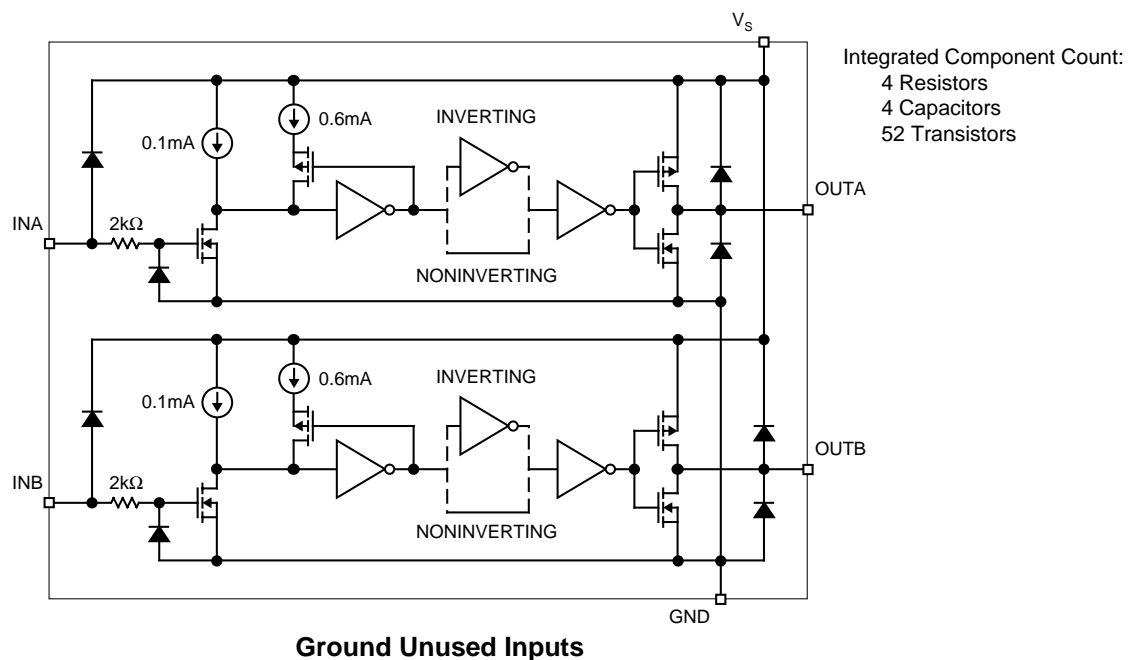 VS
Integrated Component Count:
4 Resistors
4 Capacitors
52 Transistors
0.6mA
INVERTING
0.1mA
OUTA
INA
2kΩ
NONINVERTING
0.6mA
INVERTING
0.1mA
OUTB
INB
2kΩ
NONINVERTING
GND
Ground Unused Inputs